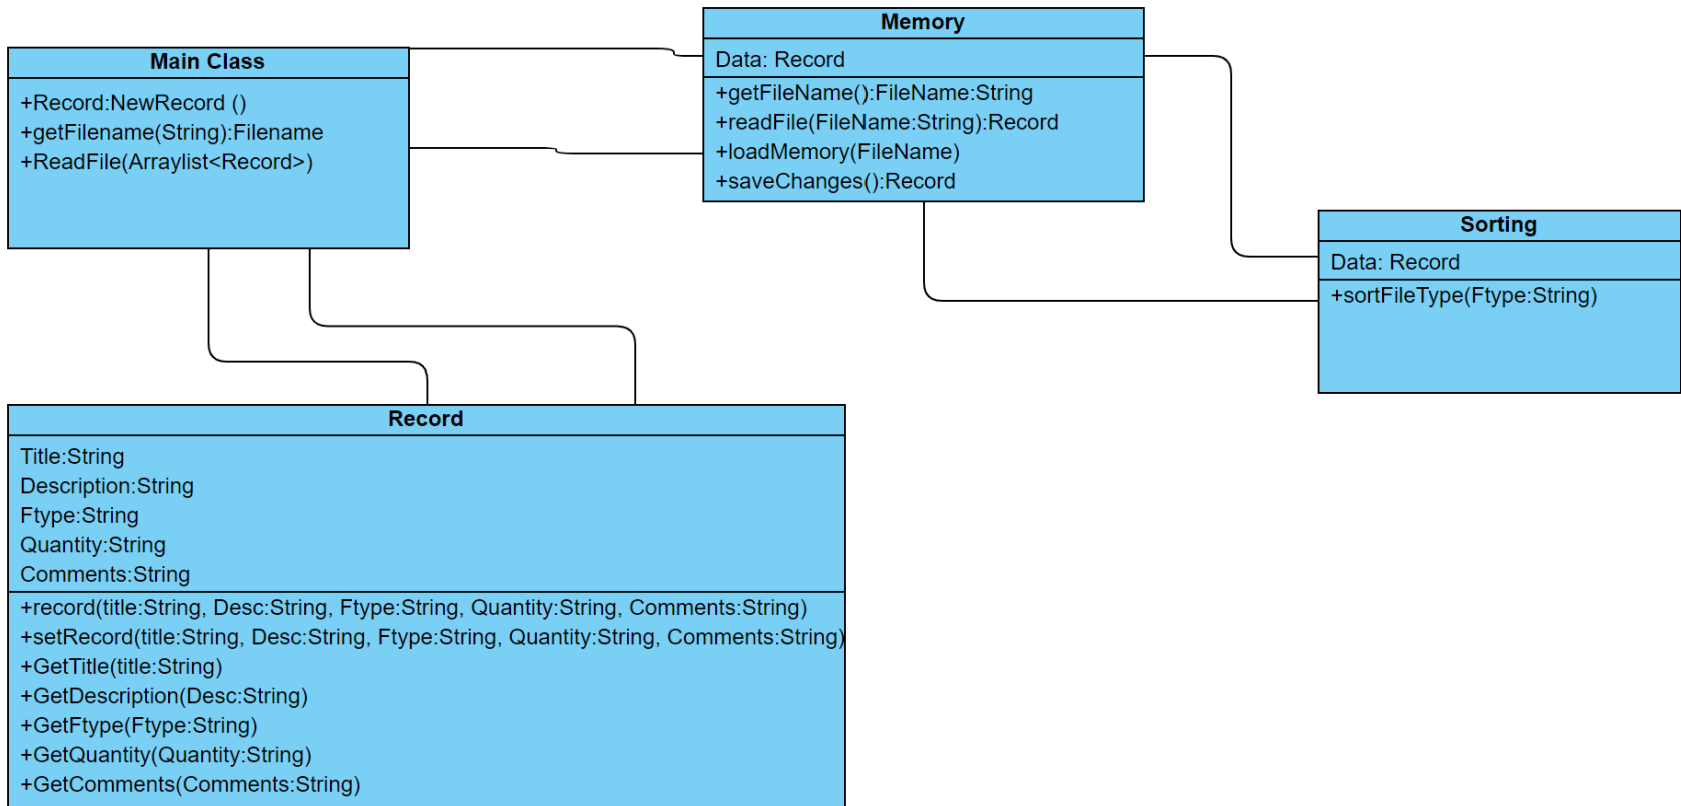 Main Class
+Record:NewRecord ()
+getFilename(String):Filename
+ReadFile(Arraylist<Record>)
Memory
Data: Record
+getFileName():FileName:String
+readFile(FileName:String):Record
+loadMemory(FileName)
+saveChanges():Record
Sorting
Data: Record
+sortFileType(Ftype:String)
Record
Title:String
Description:String
Ftype:String
Quantity:String
Comments:String
+record(title:String, Desc:String, Ftype:String, Quantity:String, Comments:String)
+setRecord(title:String, Desc:String, Ftype:String, Quantity:String, Comments:String)
+GetTitle(title:String)
+GetDescription(Desc:String)
+GetFtype(Ftype:String)
+GetQuantity(Quantity:String)
+GetComments(Comments:String)